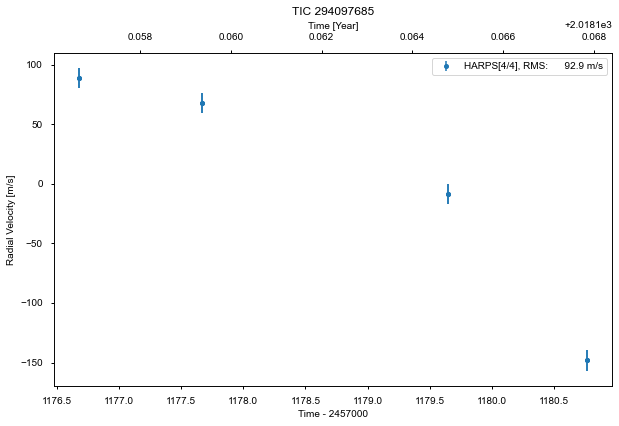 TIC 294097685
Time [Year]
+2.0181e3
0.058 0.060 0.062 0.064 0.066 0.068
HARPS[4/4], RMS: 92.9 m/s
Radial Velocity [m/s]
100
50
0
−50
−100
−150
1176.5 1177.0 1177.5 1178.0 1178.5 1179.0 1179.5 1180.0 1180.5
Time - 2457000